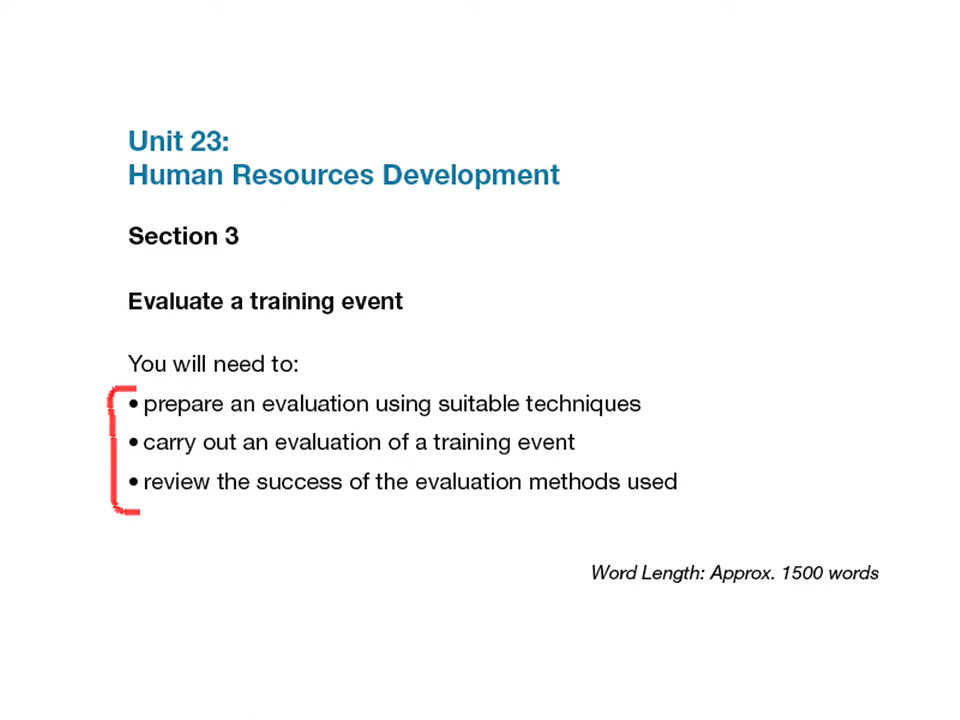 Unit 23:
Human Resources Development
Section 3
Evaluate a training event
You will need to:
• prepare an evaluation using suitable techniques
• carry out an evaluation of a training event
• review the success of the evaluation methods used
Word Length: Approx. 1500 words